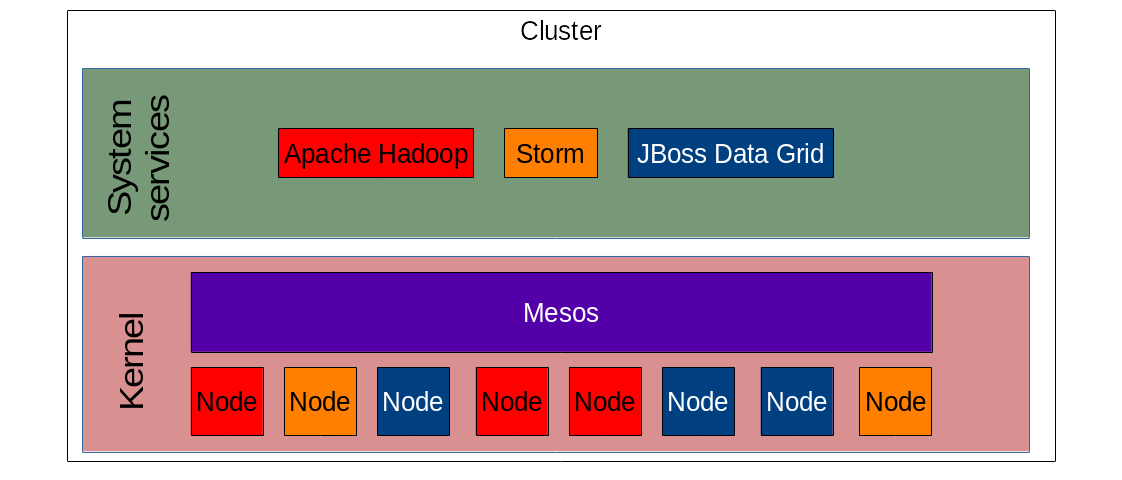 Cluster
System
services
Apache Hadoop
Storm
JBoss Data Grid
Kernel
Mesos
Node
Node
Node
Node
Node
Node
Node
Node